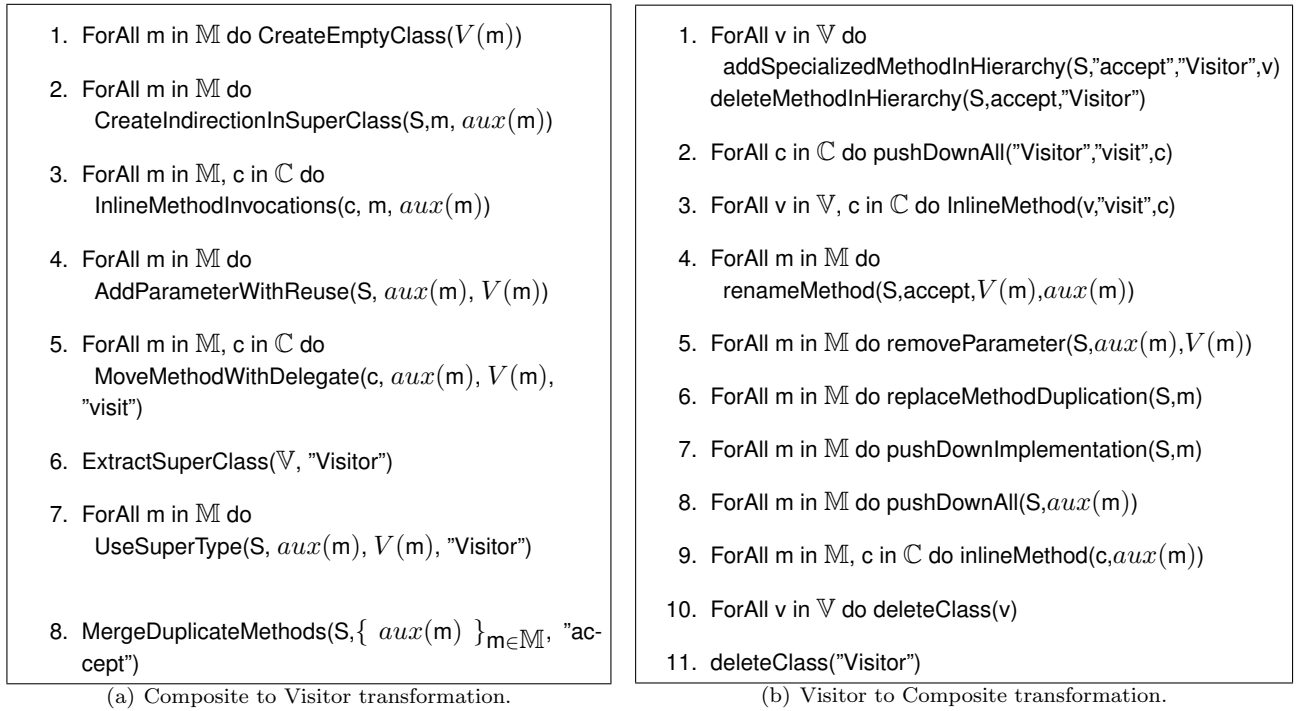 1. ForAll m in 𝕄 do CreateEmptyClass(V(m))
2. ForAll m in 𝕄 do
CreateIndirectionInSuperClass(S,m, aux(m))
3. ForAll m in 𝕄, c in ℂ do
InlineMethodInvocations(c, m, aux(m))
4. ForAll m in 𝕄 do
AddParameterWithReuse(S, aux(m), V(m))
5. ForAll m in 𝕄, c in ℂ do
MoveMethodWithDelegate(c, aux(m), V(m),
"visit")
6. ExtractSuperClass(𝕍, "Visitor")
7. ForAll m in 𝕄 do
UseSuperType(S, aux(m), V(m), "Visitor")
8. MergeDuplicateMethods(S,{ aux(m) }m∈𝕄, "ac-
cept")
(a) Composite to Visitor transformation.
1. ForAll v in 𝕍 do
addSpecializedMethodInHierarchy(S,"accept","Visitor",v)
deleteMethodInHierarchy(S,accept,"Visitor")
2. ForAll c in ℂ do pushDownAll("Visitor","visit",c)
3. ForAll v in 𝕍, c in ℂ do InlineMethod(v,"visit",c)
4. ForAll m in 𝕄 do
renameMethod(S,accept,V(m),aux(m))
5. ForAll m in 𝕄 do removeParameter(S,aux(m),V(m))
6. ForAll m in 𝕄 do replaceMethodDuplication(S,m)
7. ForAll m in 𝕄 do pushDownImplementation(S,m)
8. ForAll m in 𝕄 do pushDownAll(S,aux(m))
9. ForAll m in 𝕄, c in ℂ do inlineMethod(c,aux(m))
10. ForAll v in 𝕍 do deleteClass(v)
11. deleteClass("Visitor")
(b) Visitor to Composite transformation.